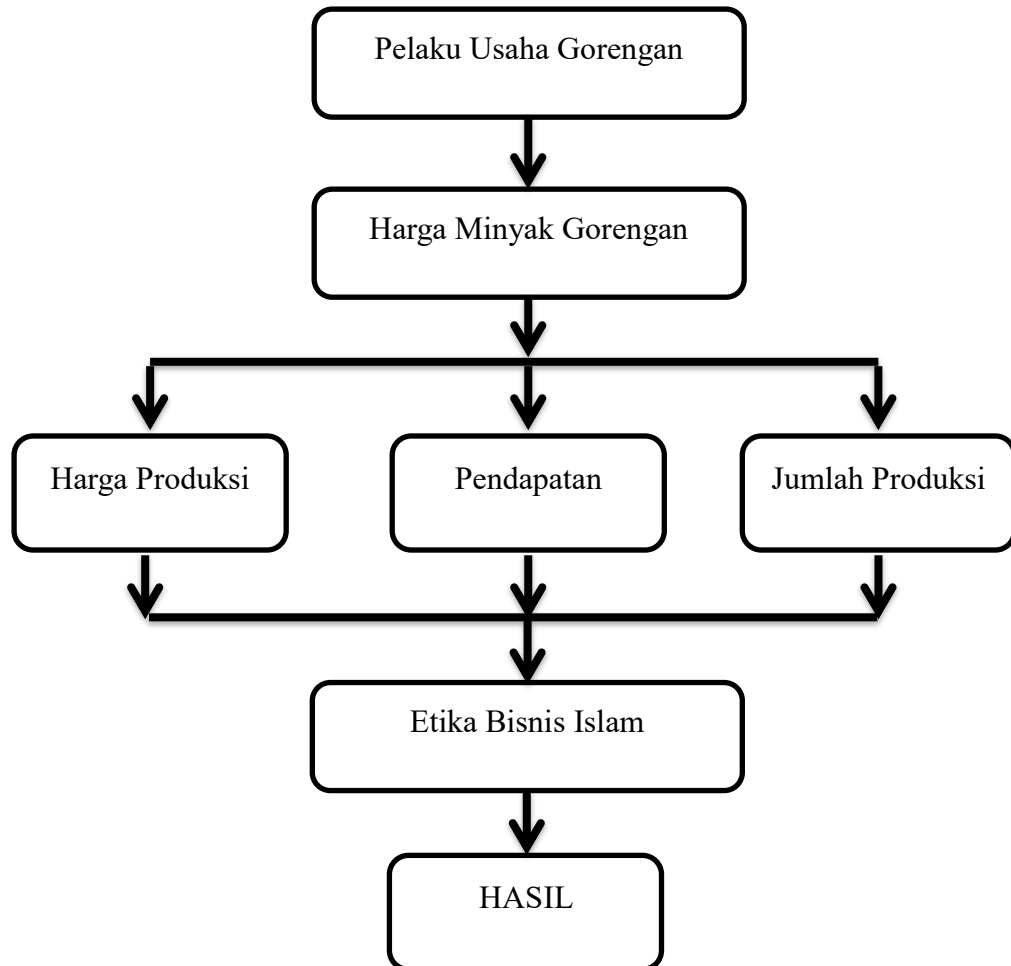 Pelaku Usaha Gorengan
Harga Minyak Gorengan
Harga Produksi
Pendapatan
Jumlah Produksi
Etika Bisnis Islam
HASIL